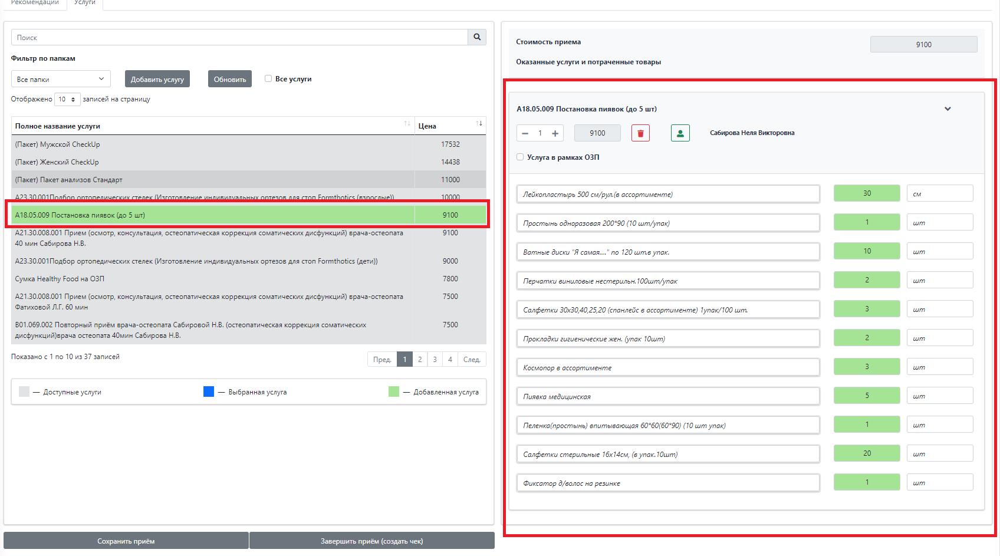 Рекомендации
Услуги
Поиск
Фильтр по папкам
Все папки
Добавить услугу
Обновить
Все услуги
Отображено 10 записей на страницу
Полное название услуги
Цена
(Пакет) Мужской CheckUp
17532
(Пакет) Женский CheckUp
14438
(Пакет) Пакет анализов Стандарт
11000
А23.30.001Подбор ортопедических стелек (Изготовление индивидуальных ортезов для стоп Formthotics (взрослые))
10000
А18.05.009 Постановка пиявок (до 5 шт)
9100
А21.30.008.001 Прием (осмотр, консультация, остеопатическая коррекция соматических дисфункций) врача-остеопата
40 мин Сабирова Н.В.
9100
А23.30.001Подбор ортопедических стелек (Изготовление индивидуальных ортезов для стоп Formthotics (дети))
9000
Сумка Healthy Food на ОЗП
7800
А21.30.008.001 Прием (осмотр, консультация, остеопатическая коррекция соматических дисфункций) врача-остеопата
Фатиховой Л.Г. 60 мин
7500
В01.069.002 Повторный приём врача-остеопата Сабировой Н.В. (остеопатическая коррекция соматических
дисфункций)врача остеопата 40мин Сабирова Н.В.
7500
Показано с 1 по 10 из 37 записей
Пред. 1 2 3 4 След.
— Доступные услуги
— Выбранная услуга
— Добавленная услуга
Сохранить приём
Завершить приём (создать чек)
Стоимость приема
9100
Оказанные услуги и потраченные товары
А18.05.009 Постановка пиявок (до 5 шт)
− 1 +
9100
Сабирова Неля Викторовна
Услуга в рамках ОЗП
Лейкопластырь 500 см/рул.(в ассортименте)
30
см
Простынь одноразовая 200*90 (10 шт/упак)
1
шт
Ватные диски "Я самая...." по 120 шт.в упак.
10
шт
Перчатки виниловые нестерильн.100шт/упак
2
шт
Салфетки 30х30,40,25,20 (спанлейс в ассортименте) 1упак/100 шт.
3
шт
Прокладки гигиенические жен. (упак 10шт)
2
шт
Космопор в ассортименте
3
шт
Пиявка медицинская
5
шт
Пеленка(простынь) впитывающая 60*60(60*90) (10 шт упак)
1
шт
Салфетки стерильные 16х14см, (в упак.10шт)
20
шт
Фиксатор д/волос на резинке
1
шт